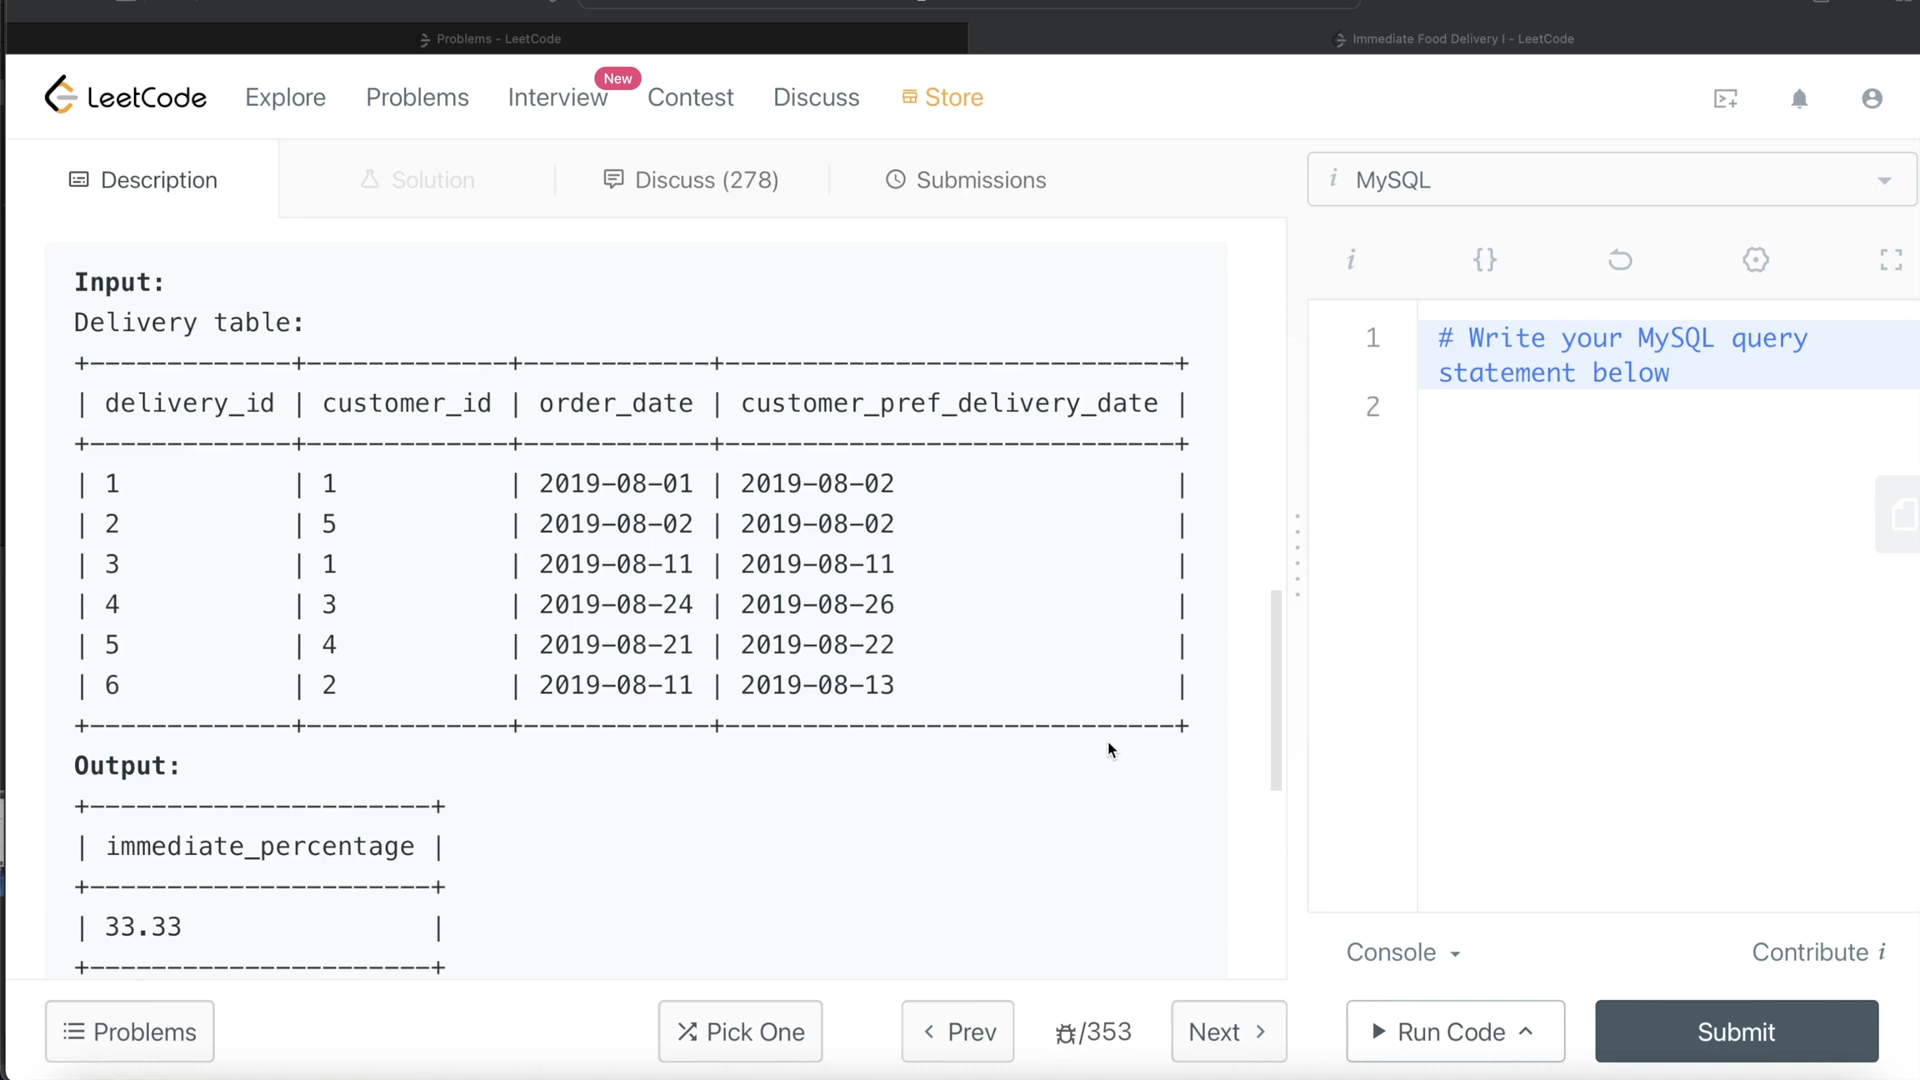 Problems - LeetCode
Immediate Food Delivery I - LeetCode
LeetCode Explore Problems Interview New Contest Discuss Store
Description Solution Discuss (278) Submissions
i MySQL
i {}
Input:
Delivery table:
+-------------+-------------+------------+-----------------------------+
| delivery_id | customer_id | order_date | customer_pref_delivery_date |
+-------------+-------------+------------+-----------------------------+
| 1           | 1           | 2019-08-01 | 2019-08-02                  |
| 2           | 5           | 2019-08-02 | 2019-08-02                  |
| 3           | 1           | 2019-08-11 | 2019-08-11                  |
| 4           | 3           | 2019-08-24 | 2019-08-26                  |
| 5           | 4           | 2019-08-21 | 2019-08-22                  |
| 6           | 2           | 2019-08-11 | 2019-08-13                  |
+-------------+-------------+------------+-----------------------------+
Output:
+----------------------+
| immediate_percentage |
+----------------------+
| 33.33                |
+----------------------+
1 # Write your MySQL query
statement below
2
Console Contribute i
Problems Pick One < Prev /353 Next > Run Code Submit